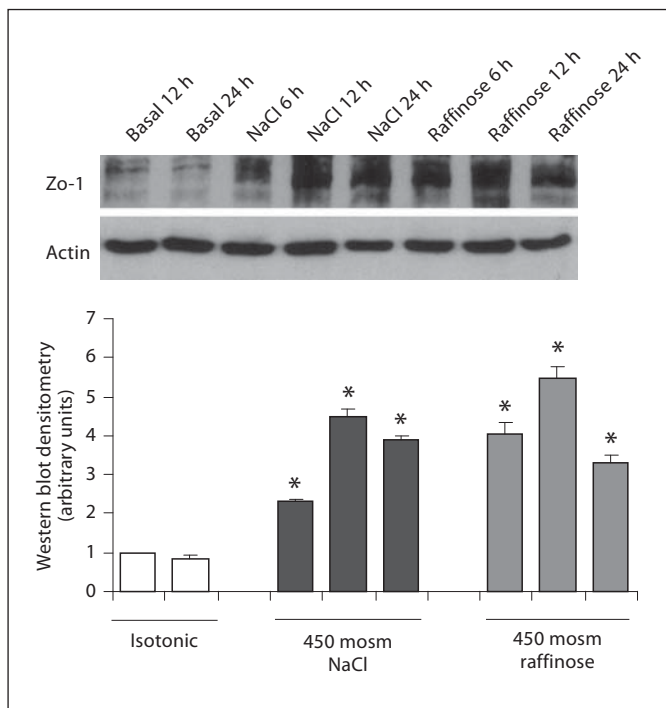 Basal 12 h
Basal 24 h
NaCl 6 h
NaCl 12 h
NaCl 24 h
Raffinose 6 h
Raffinose 12 h
Raffinose 24 h
Zo-1
Actin
Western blot densitometry
(arbitrary units)
7
6
5
4
3
2
1
0
*
*
*
*
*
*
Isotonic
450 mosm
NaCl
450 mosm
raffinose